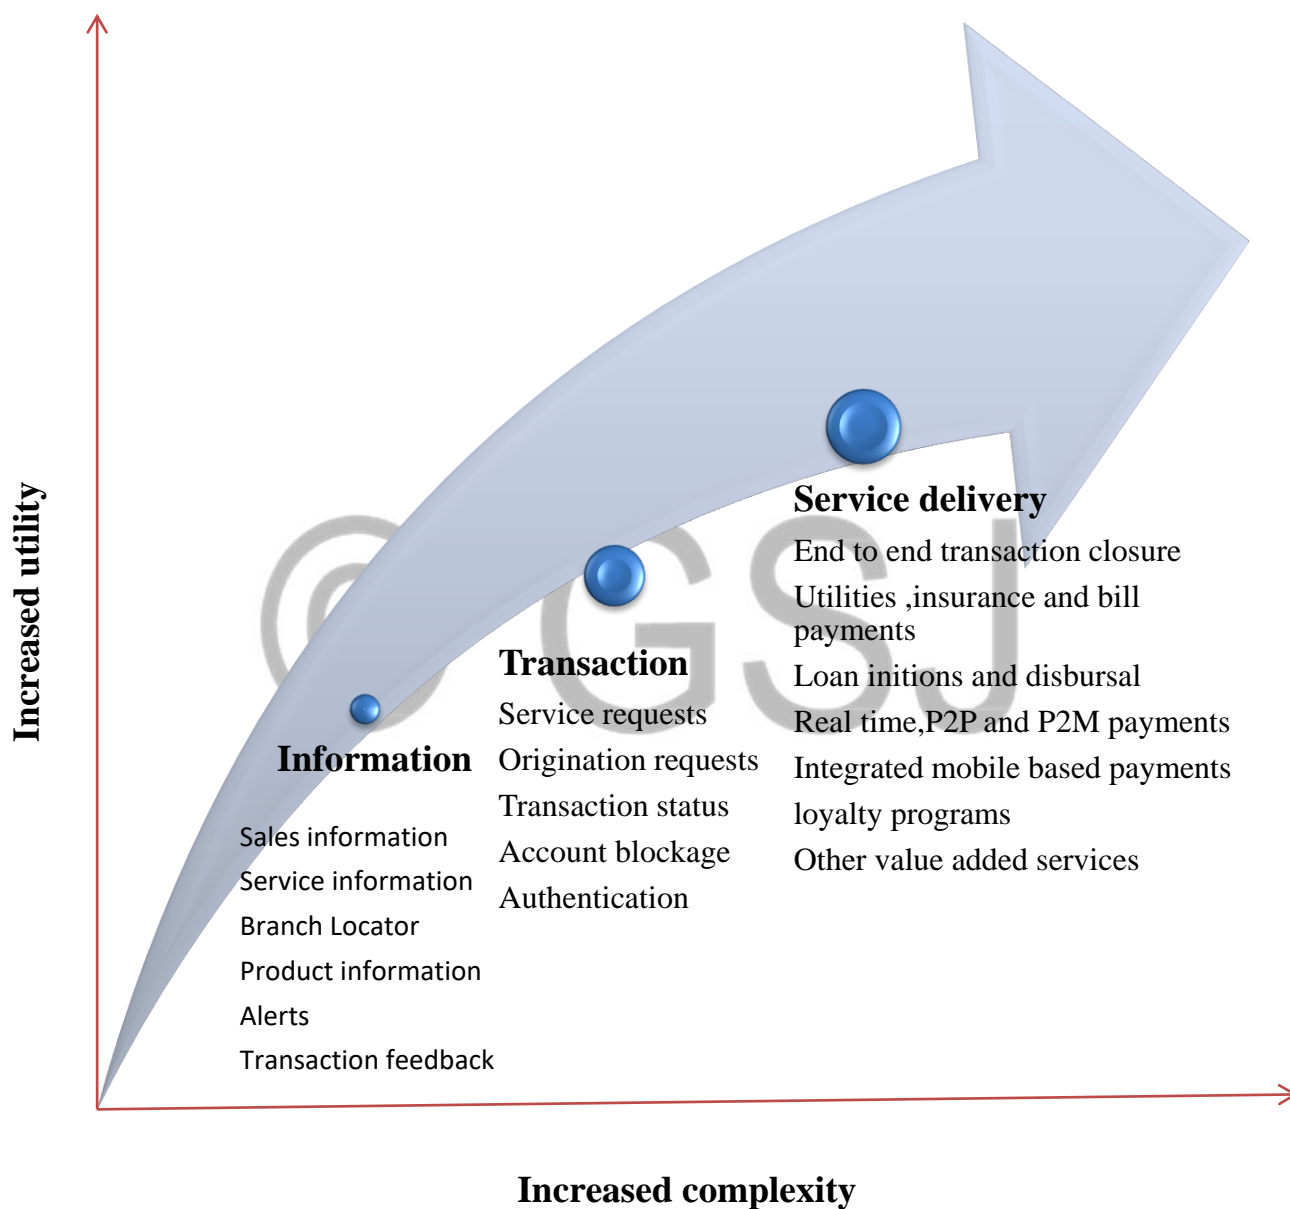 Increased utility
Information
Sales information
Service information
Branch Locator
Product information
Alerts
Transaction feedback
Transaction
Service requests
Origination requests
Transaction status
Account blockage
Authentication
Service delivery
End to end transaction closure
Utilities ,insurance and bill
payments
Loan initions and disbursal
Real time,P2P and P2M payments
Integrated mobile based payments
loyalty programs
Other value added services
© GSJ
Increased complexity